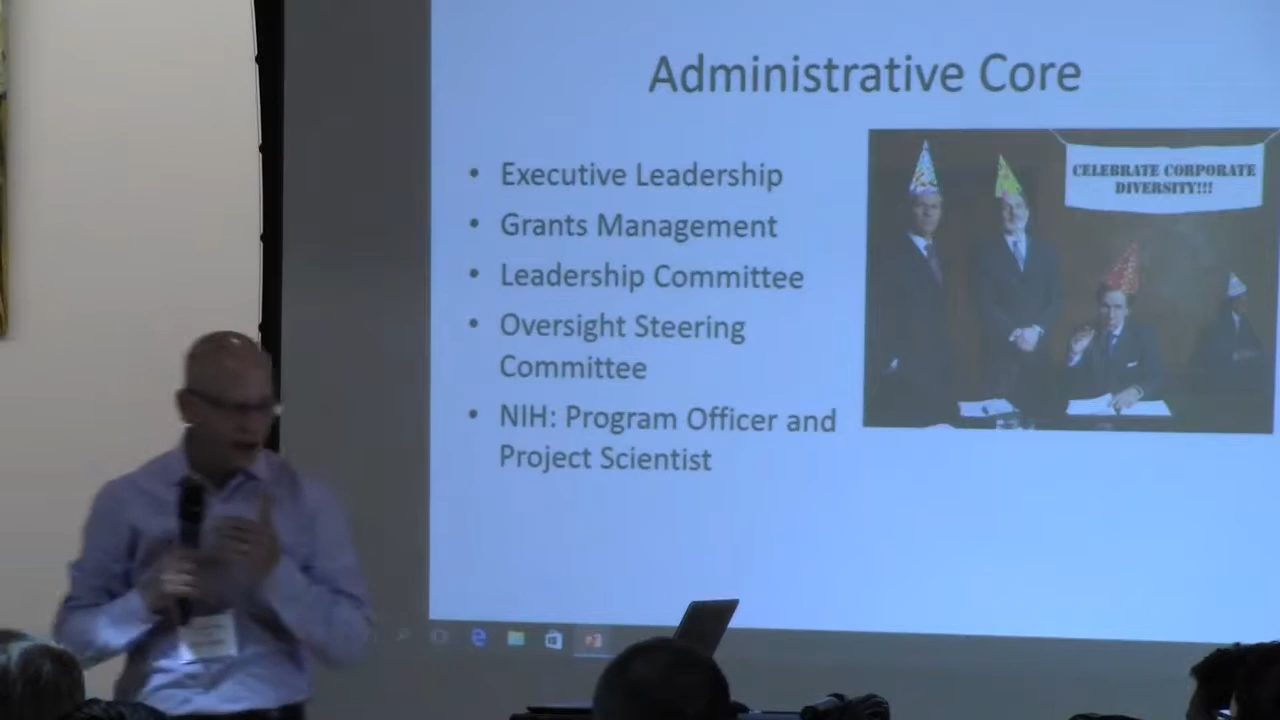 Administrative Core
• Executive Leadership
• Grants Management
• Leadership Committee
• Oversight Steering
Committee
• NIH: Program Officer and
Project Scientist
CELEBRATE CORPORATE
DIVERSITY!!!